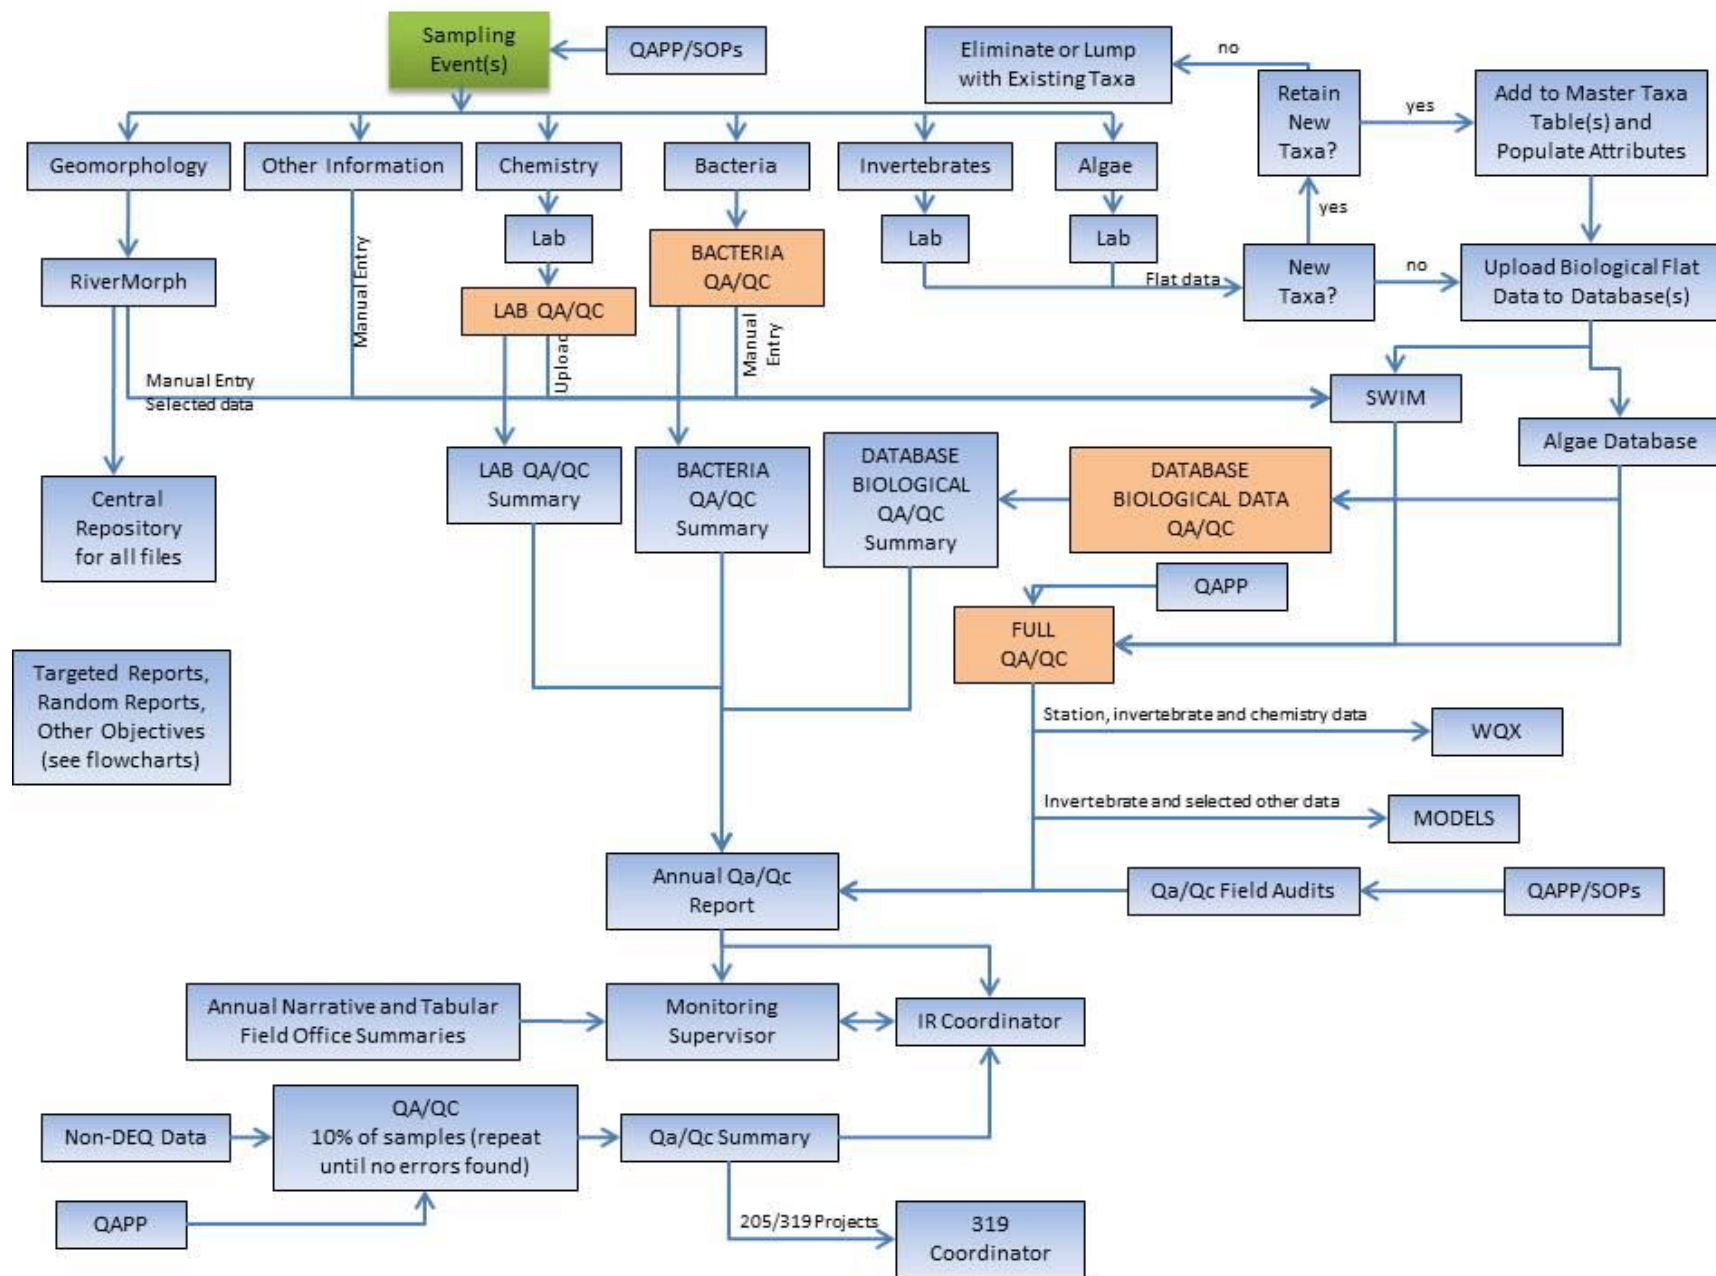 Sampling
Event(s)
QAPP/SOPs
Eliminate or Lump
with Existing Taxa
no
Retain
New
Taxa?
yes
Add to Master Taxa
Table(s) and
Populate Attributes
Geomorphology
Other Information
Chemistry
Bacteria
Invertebrates
Algae
yes
Lab
Lab
Lab
RiverMorph
Manual Entry
LAB QA/QC
BACTERIA
QA/QC
Flat data
New
Taxa?
no
Upload Biological Flat
Data to Database(s)
Upload
Manual
Entry
Manual Entry
Selected data
SWIM
Algae Database
Central
Repository
for all files
LAB QA/QC
Summary
BACTERIA
QA/QC
Summary
DATABASE
BIOLOGICAL
QA/QC
Summary
DATABASE
BIOLOGICAL DATA
QA/QC
QAPP
FULL
QA/QC
Targeted Reports,
Random Reports,
Other Objectives
(see flowcharts)
Station, invertebrate and chemistry data
WQX
Invertebrate and selected other data
MODELS
Annual Qa/Qc
Report
Qa/Qc Field Audits
QAPP/SOPs
Annual Narrative and Tabular
Field Office Summaries
Monitoring
Supervisor
IR Coordinator
Non-DEQ Data
QA/QC
10% of samples (repeat
until no errors found)
Qa/Qc Summary
QAPP
205/319 Projects
319
Coordinator